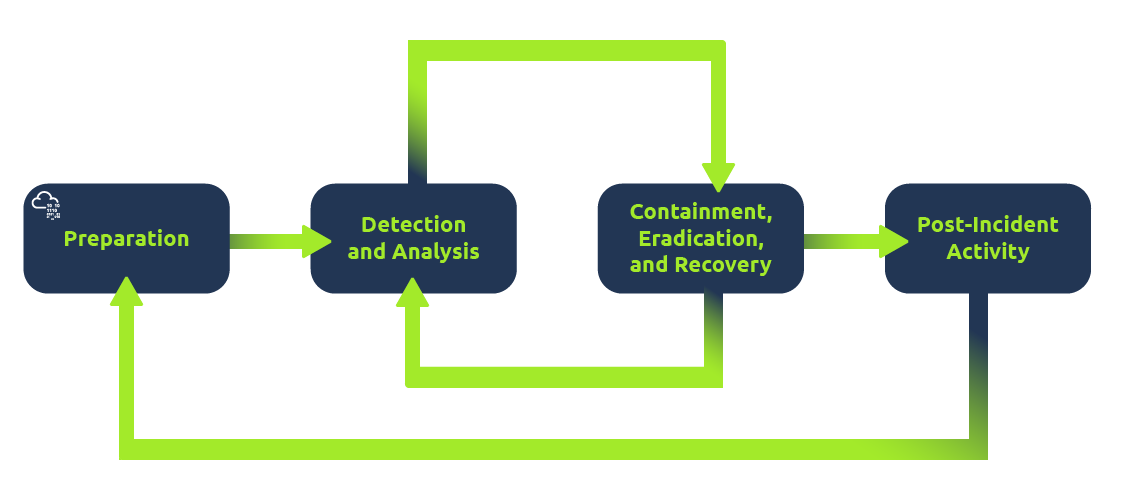 Preparation
Detection
and Analysis
Containment,
Eradication,
and Recovery
Post-Incident
Activity